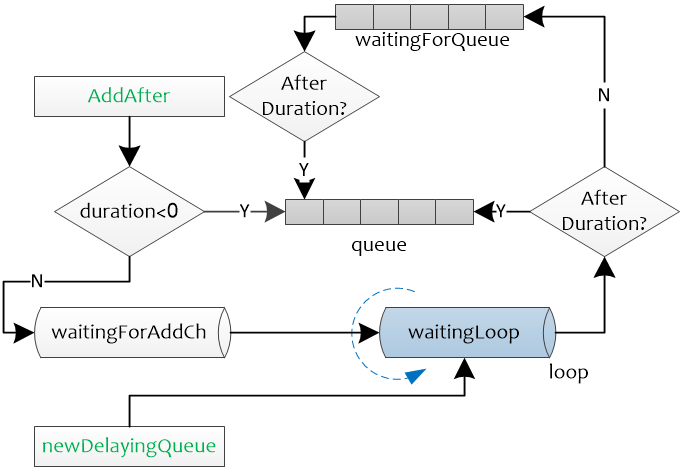 waitingForQueue
After
Duration?
AddAfter
Y
N
duration<0
Y
queue
Y
After
Duration?
N
waitingForAddCh
waitingLoop
loop
newDelayingQueue